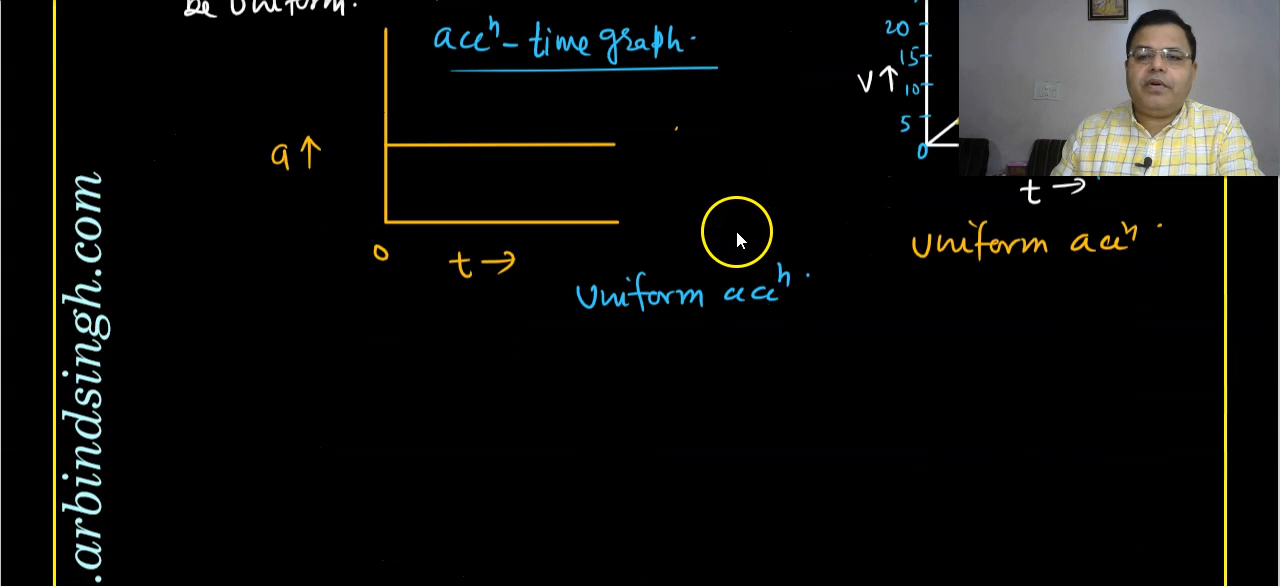 be uniform.
accⁿ - time graph.
a ↑
0
t →
Uniform accⁿ.
20
15
V ↑ 10
5
0
t →
Uniform accⁿ.
.arbindsingh.com